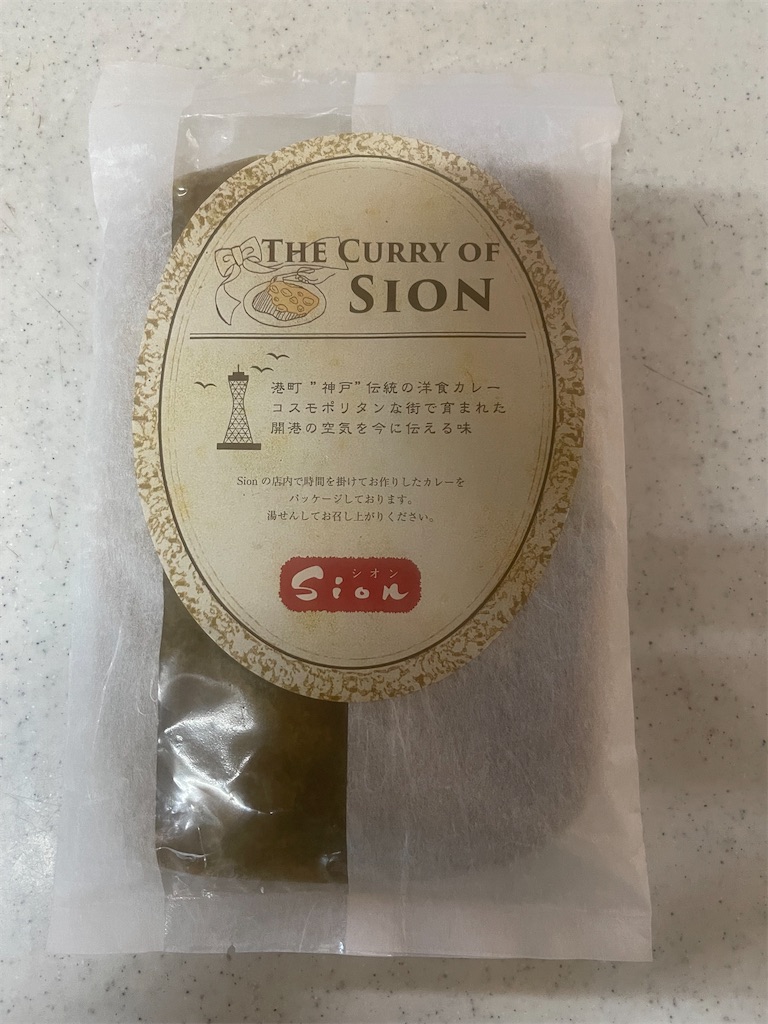 THE CURRY OF
SION
港町 ”神戸” 伝統の洋食カレー
コスモポリタンな街で育まれた
開港の空気を今に伝える味
Sion の店内で時間を掛けてお作りしたカレーを
パッケージしております。
湯せんしてお召し上がりください。
シオン
Sion